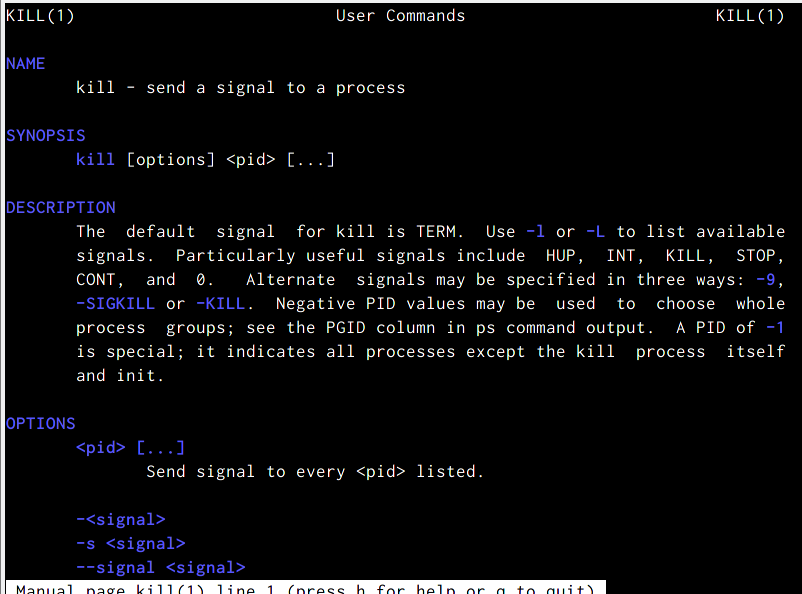 KILL(1) User Commands KILL(1)
NAME
kill - send a signal to a process
SYNOPSIS
kill [options] <pid> [...]
DESCRIPTION
The default signal for kill is TERM. Use -l or -L to list available
signals. Particularly useful signals include HUP, INT, KILL, STOP,
CONT, and 0. Alternate signals may be specified in three ways: -9,
-SIGKILL or -KILL. Negative PID values may be used to choose whole
process groups; see the PGID column in ps command output. A PID of -1
is special; it indicates all processes except the kill process itself
and init.
OPTIONS
<pid> [...]
Send signal to every <pid> listed.
-<signal>
-s <signal>
--signal <signal>
Manual page kill(1) line 1 (press h for help or q to quit)